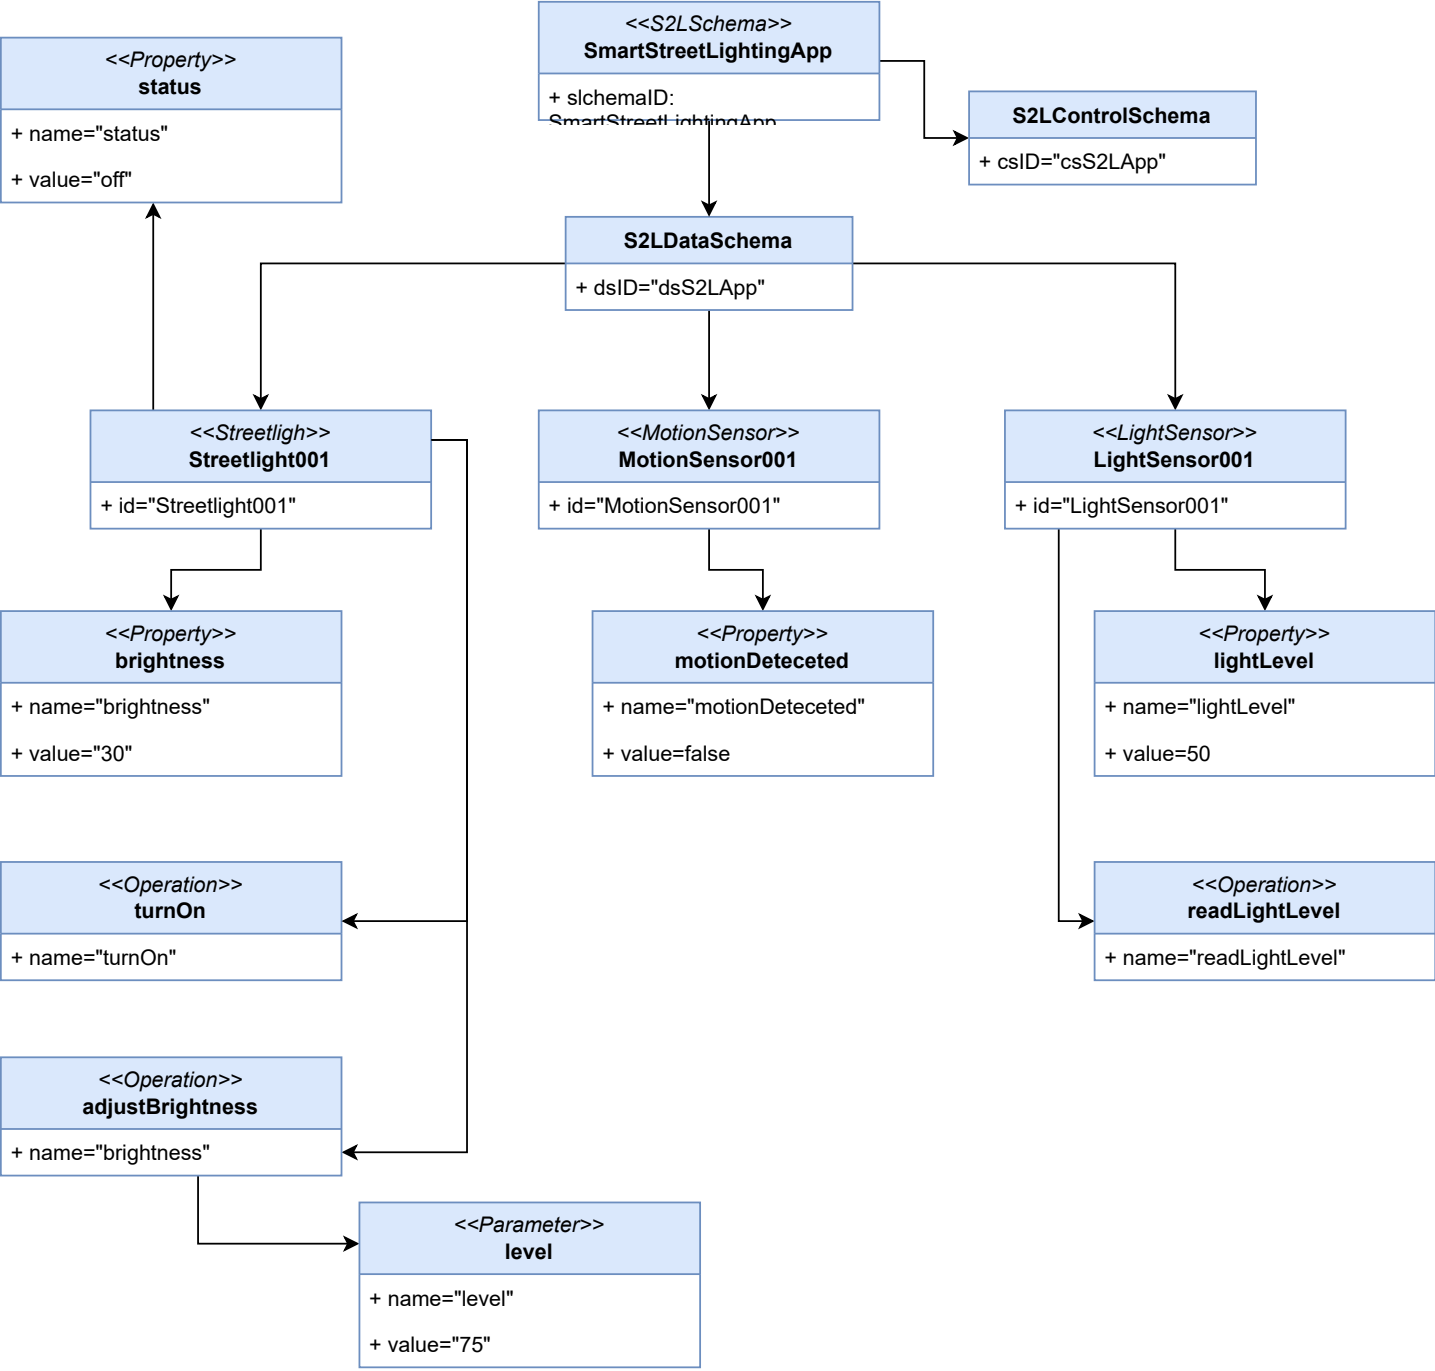 <<S2LSchema>>
SmartStreetLightingApp
+ slchemaID:
SmartStreetLightingApp
<<Property>>
status
+ name="status"
+ value="off"
S2LControlSchema
+ csID="csS2LApp"
S2LDataSchema
+ dsID="dsS2LApp"
<<Streetligh>>
Streetlight001
+ id="Streetlight001"
<<MotionSensor>>
MotionSensor001
+ id="MotionSensor001"
<<LightSensor>>
LightSensor001
+ id="LightSensor001"
<<Property>>
brightness
+ name="brightness"
+ value="30"
<<Property>>
motionDeteceted
+ name="motionDeteceted"
+ value=false
<<Property>>
lightLevel
+ name="lightLevel"
+ value=50
<<Operation>>
turnOn
+ name="turnOn"
<<Operation>>
readLightLevel
+ name="readLightLevel"
<<Operation>>
adjustBrightness
+ name="brightness"
<<Parameter>>
level
+ name="level"
+ value="75"